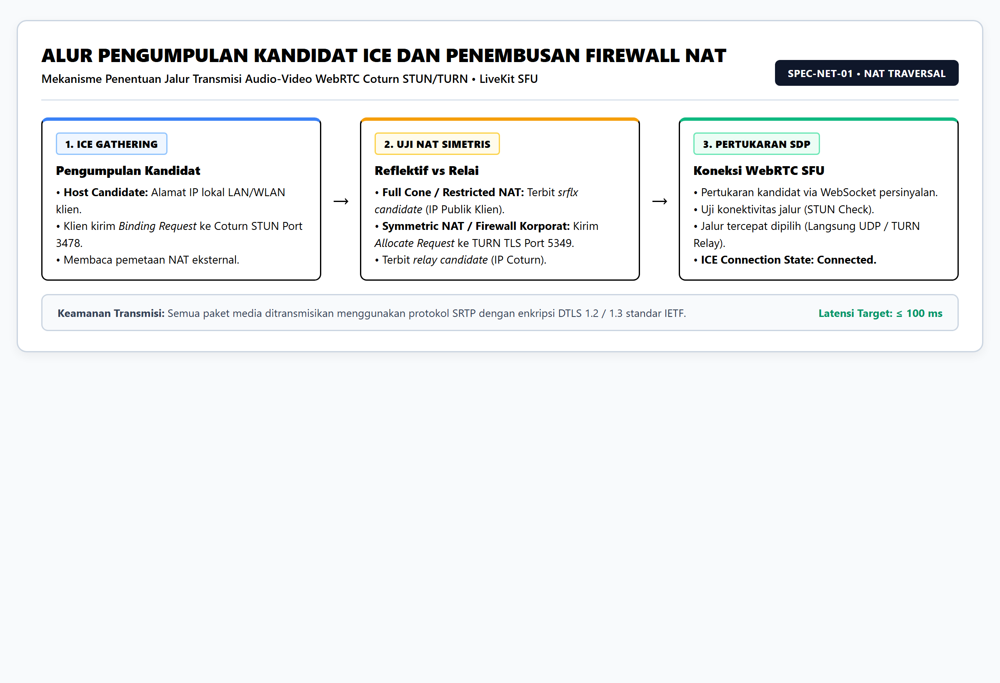 ALUR PENGUMPULAN KANDIDAT ICE DAN PENEMBUSAN FIREWALL NAT
Mekanisme Penentuan Jalur Transmisi Audio-Video WebRTC Coturn STUN/TURN • LiveKit SFU
SPEC-NET-01 • NAT TRAVERSAL
1. ICE GATHERING
Pengumpulan Kandidat
• Host Candidate: Alamat IP lokal LAN/WLAN
klien.
• Klien kirim Binding Request ke Coturn STUN Port
3478.
• Membaca pemetaan NAT eksternal.
→
2. UJI NAT SIMETRIS
Reflektif vs Relai
• Full Cone / Restricted NAT: Terbit srflx
candidate (IP Publik Klien).
• Symmetric NAT / Firewall Korporat: Kirim
Allocate Request ke TURN TLS Port 5349.
• Terbit relay candidate (IP Coturn).
→
3. PERTUKARAN SDP
Koneksi WebRTC SFU
• Pertukaran kandidat via WebSocket persinyalan.
• Uji konektivitas jalur (STUN Check).
• Jalur tercepat dipilih (Langsung UDP / TURN
Relay).
• ICE Connection State: Connected.
Keamanan Transmisi: Semua paket media ditransmisikan menggunakan protokol SRTP dengan enkripsi DTLS 1.2 / 1.3 standar IETF.
Latensi Target: ≤ 100 ms